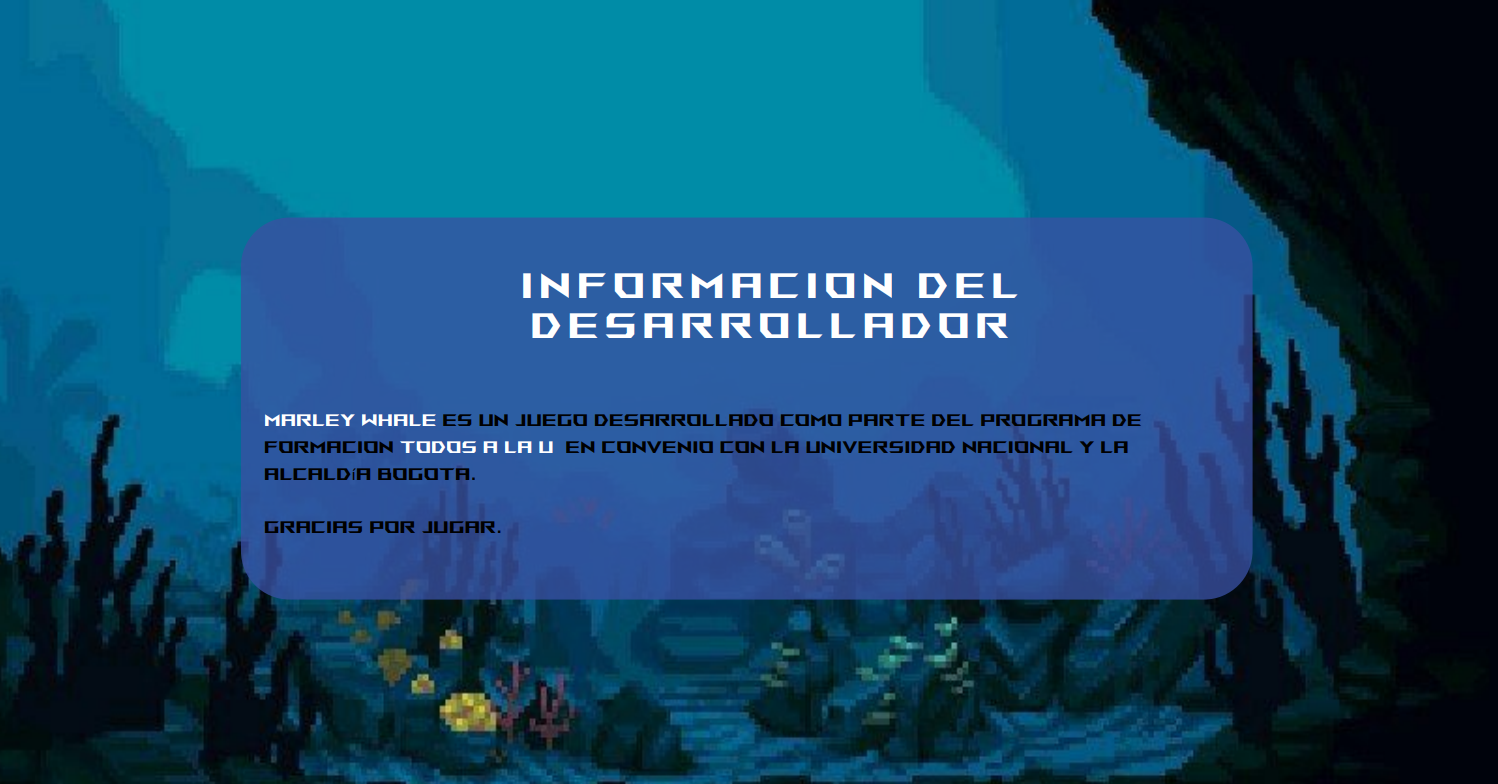 INFORMACION DEL
DESARROLLADOR
MARLEY WHALE ES UN JUEGO DESARROLLADO COMO PARTE DEL PROGRAMA DE
FORMACION TODOS A LA U EN CONVENIO CON LA UNIVERSIDAD NACIONAL Y LA
ALCALDíA BOGOTA.
GRACIAS POR JUGAR.